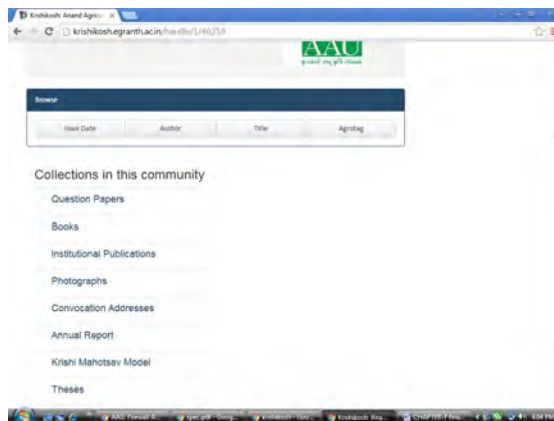 Krishikosh: Anand Agric
krishikosh.egranth.ac.in/handle/1/40259
AAU
Browse
Issue Date Author Title Agrotag
Collections in this community
Question Papers
Books
Institutional Publications
Photographs
Convocation Addresses
Annual Report
Krishi Mahotsav Model
Theses